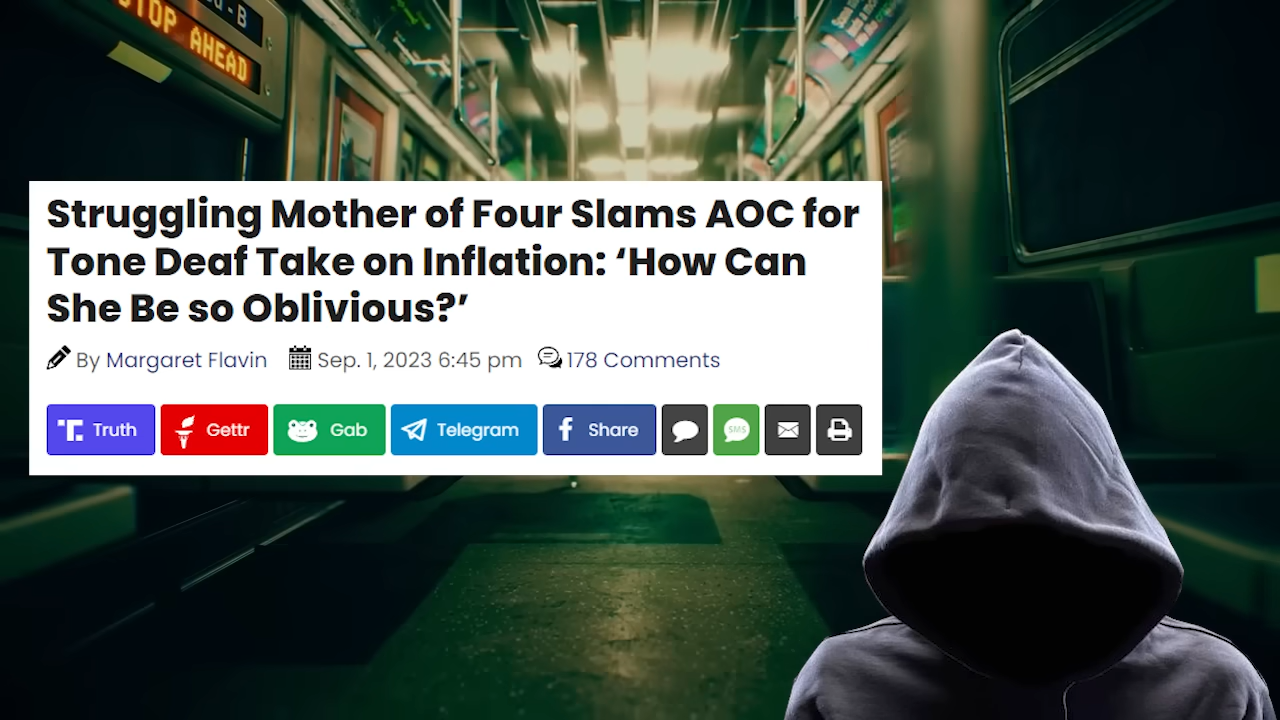 STOP AHEAD
Struggling Mother of Four Slams AOC for
Tone Deaf Take on Inflation: ‘How Can
She Be so Oblivious?’
By Margaret Flavin Sep. 1, 2023 6:45 pm 178 Comments
Truth Gettr Gab Telegram Share SMS